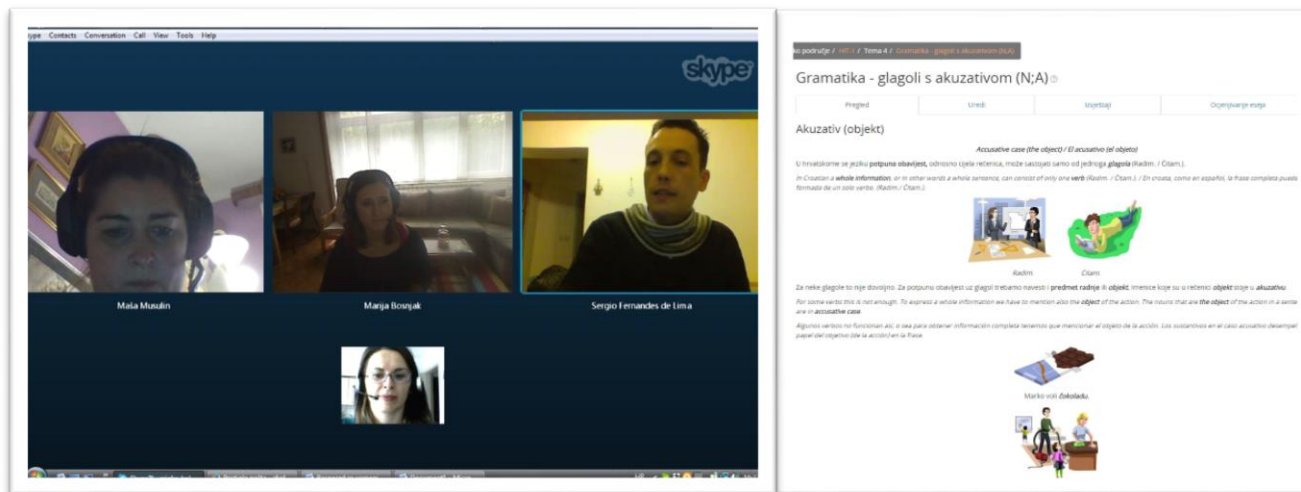 Contacts Conversation Call View Tools Help
skype
Maša Musulin
Marija Bosnjak
Sergio Fernandes de Lima
ko područje / HIT-1 / Tema 4 / Gramatika - glagoli s akuzativom (N;A)
Gramatika - glagoli s akuzativom (N;A)
Pregled Uredi Izvještaji Ocjenjivanje eseja
Akuzativ (objekt)
Accusative case (the object) / El acusativo (el objeto)
U hrvatskome se jeziku potpuna obavijest, odnosno cijela rečenica, može sastojati samo od jednoga glagola (Radim. / Čitam.).
In Croatian a whole information, or in other words a whole sentence, can consist of only one verb (Radim. / Čitam.). / En croata, como en español, la frase completa puede
formada de un solo verbo. (Radim./ Čitam.).
Radim. Čitam.
Za neke glagole to nije dovoljno. Za potpunu obavijest uz glagol trebamo navesti i predmet radnje ili objekt. Imenice koje su u rečenici objekt stoje u akuzativu.
For some verbs this is not enough. To express a whole information we have to mention also the object of the action. The nouns that are the object of the action in a sente
are in accusative case.
Algunos verbos no funcionan así, o sea para obtener información completa tenemos que mencionar el objeto de la acción. Los sustantivos en el caso acusativo desempeñ
papel del objetivo (de la acción) en la frase
Marko voli čokoladu.